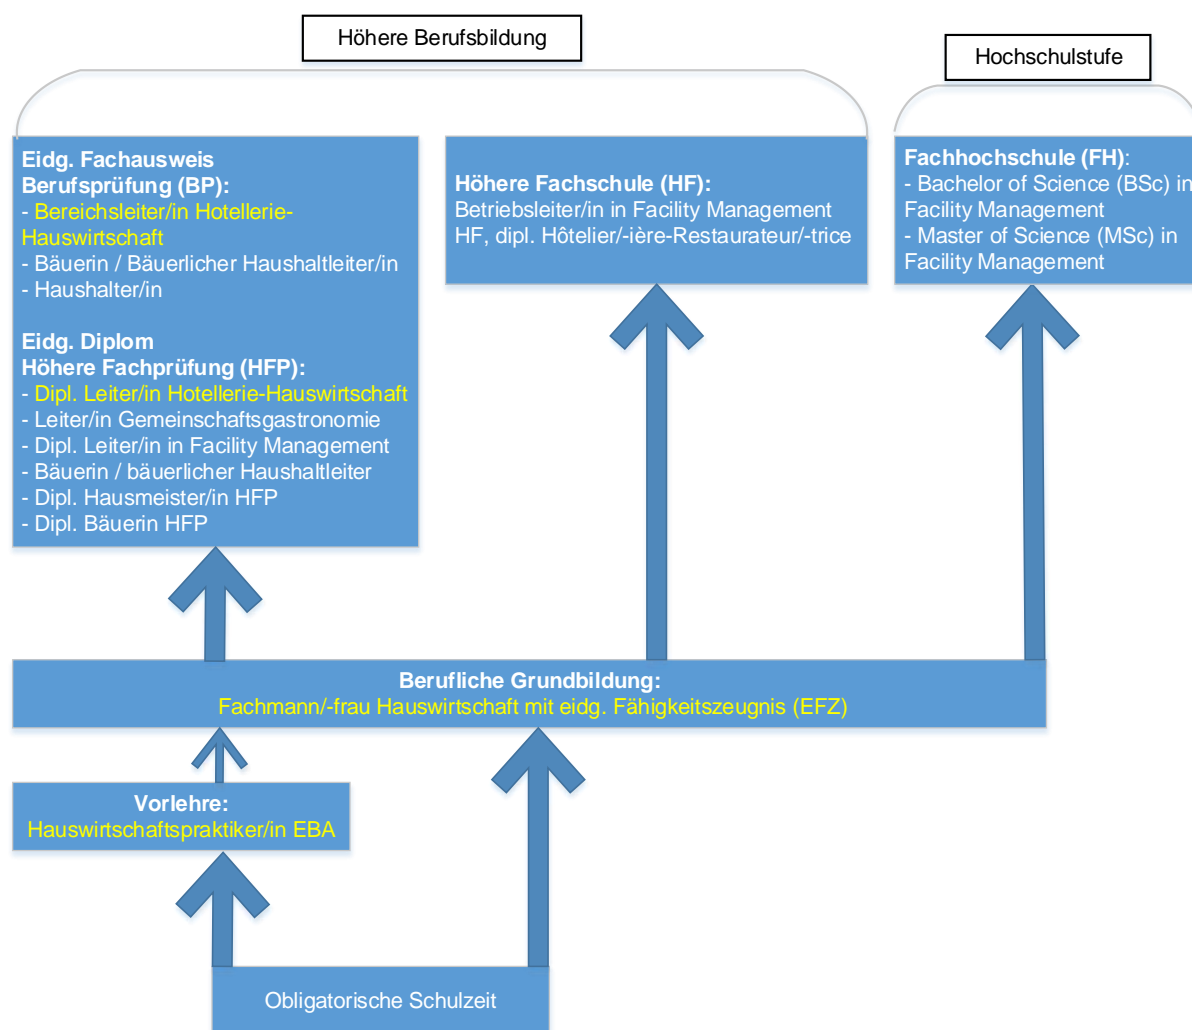 Höhere Berufsbildung
Hochschulstufe
Eidg. Fachausweis
Berufsprüfung (BP):
- Bereichsleiter/in Hotellerie-
Hauswirtschaft
- Bäuerin / Bäuerlicher Haushaltleiter/in
- Haushalter/in
Eidg. Diplom
Höhere Fachprüfung (HFP):
- Dipl. Leiter/in Hotellerie-Hauswirtschaft
- Leiter/in Gemeinschaftsgastronomie
- Dipl. Leiter/in in Facility Management
- Bäuerin / bäuerlicher Haushaltleiter
- Dipl. Hausmeister/in HFP
- Dipl. Bäuerin HFP
Höhere Fachschule (HF):
Betriebsleiter/in in Facility Management
HF, dipl. Hôtelier/-ière-Restaurateur/-trice
Fachhochschule (FH):
- Bachelor of Science (BSc) in
Facility Management
- Master of Science (MSc) in
Facility Management
Berufliche Grundbildung:
Fachmann/-frau Hauswirtschaft mit eidg. Fähigkeitszeugnis (EFZ)
Vorlehre:
Hauswirtschaftspraktiker/in EBA
Obligatorische Schulzeit